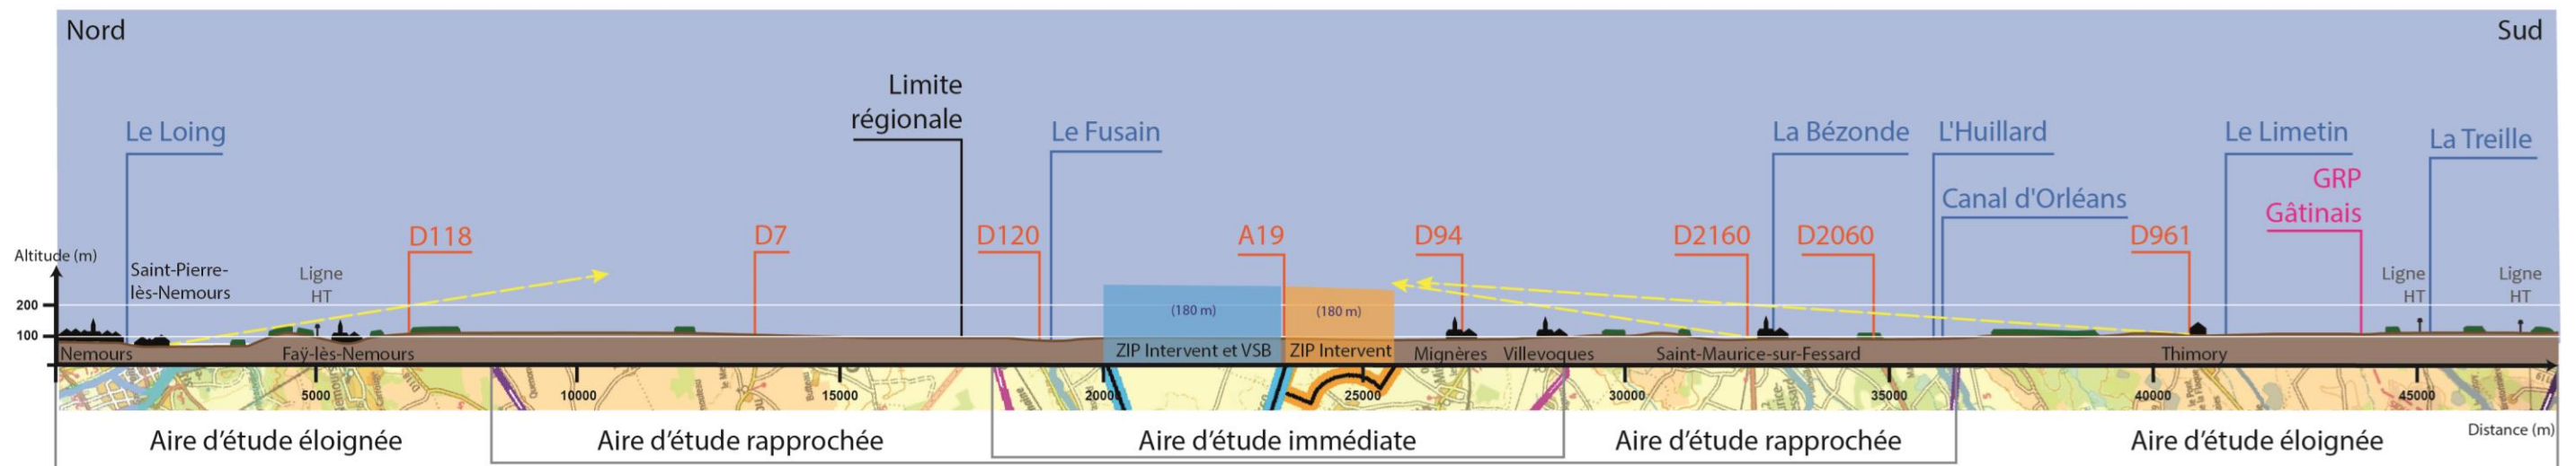 Nord
Sud
Limite
régionale
Le Loing
Le Fusain
La Bézonde
L'Huillard
Le Limetin
La Treille
GRP
Gâtinais
Canal d'Orléans
D118
D7
D120
A19
D94
D2160
D2060
D961
Altitude (m)
Saint-Pierre-
lès-Nemours
Ligne
HT
Ligne
HT
Ligne
HT
200
100
(180 m)
(180 m)
Nemours
Faÿ-lès-Nemours
ZIP Intervent et VSB
ZIP Intervent
Mignères
Villevoques
Saint-Maurice-sur-Fessard
Thimory
5000
10000
15000
20000
25000
30000
35000
40000
45000
Distance (m)
Aire d'étude éloignée
Aire d'étude rapprochée
Aire d'étude immédiate
Aire d'étude rapprochée
Aire d'étude éloignée